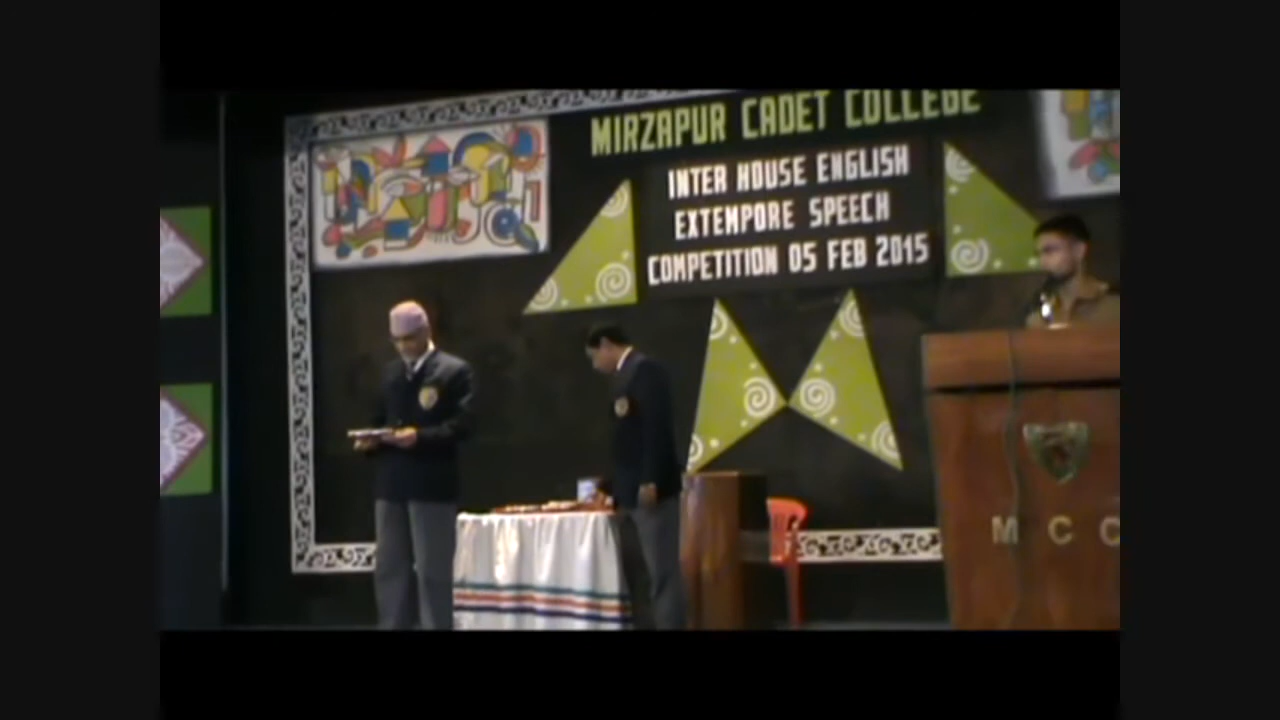 MIRZAPUR CADET COLLEGE
INTER HOUSE ENGLISH
EXTEMPORE SPEECH
COMPETITION 05 FEB 2015
M C C